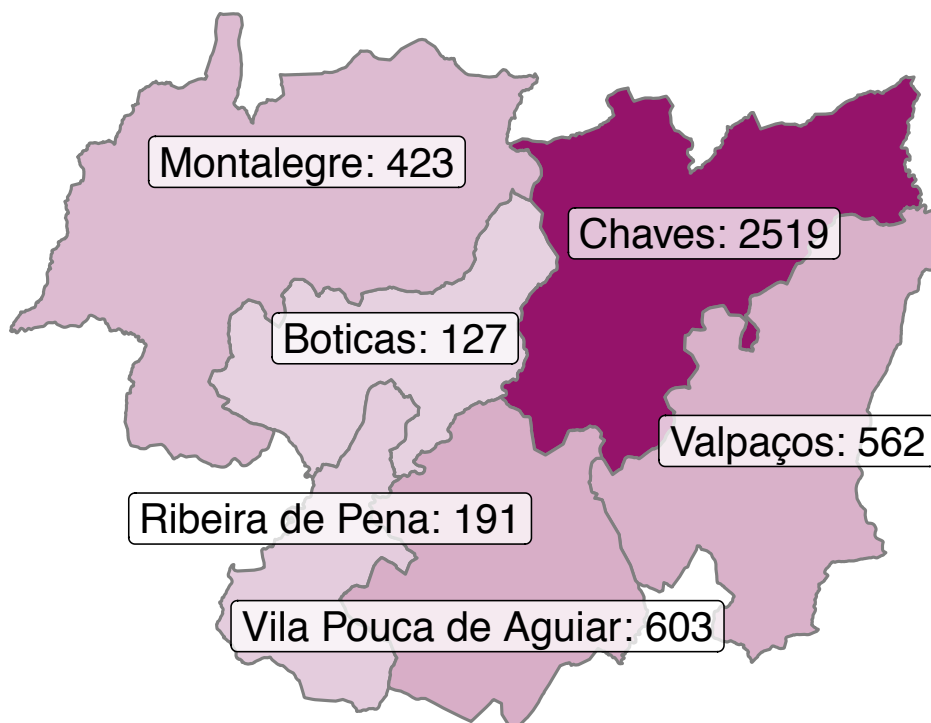 Montalegre: 423
Chaves: 2519
Boticas: 127
Valpaços: 562
Ribeira de Pena: 191
Vila Pouca de Aguiar: 603